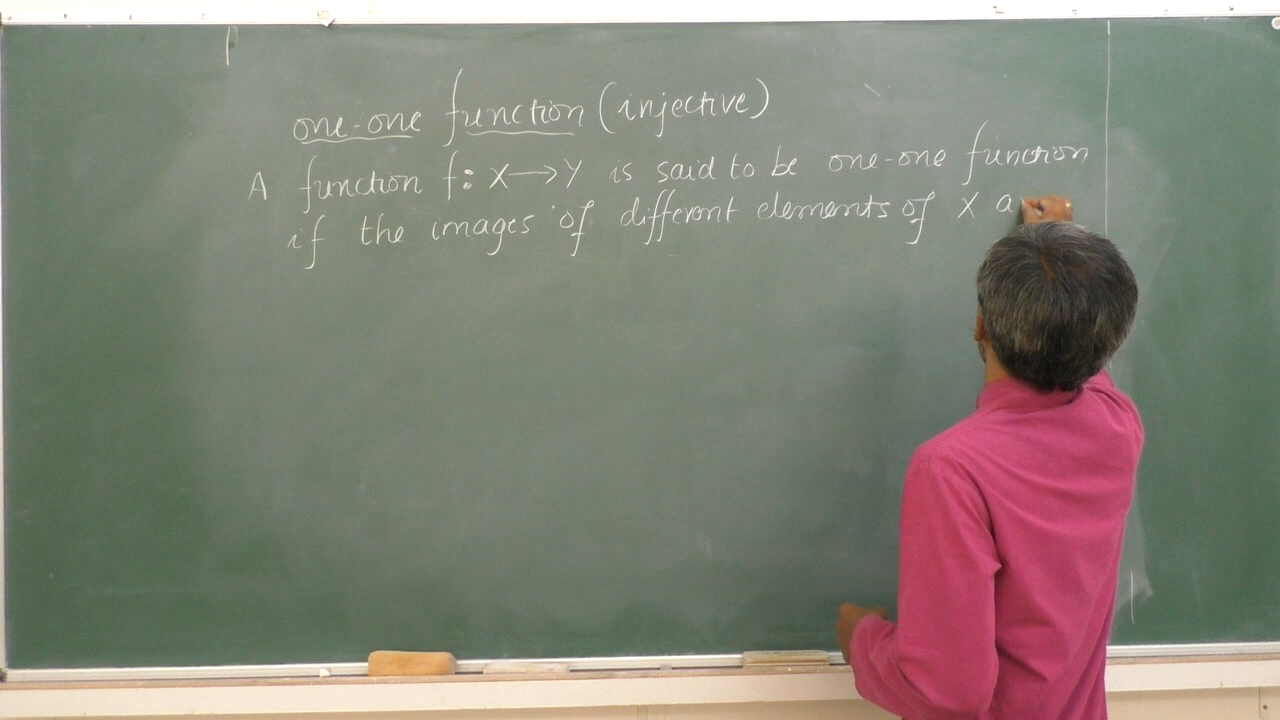 one-one function (injective)
A function f: X→Y is said to be one-one function
if the images of different elements of X a